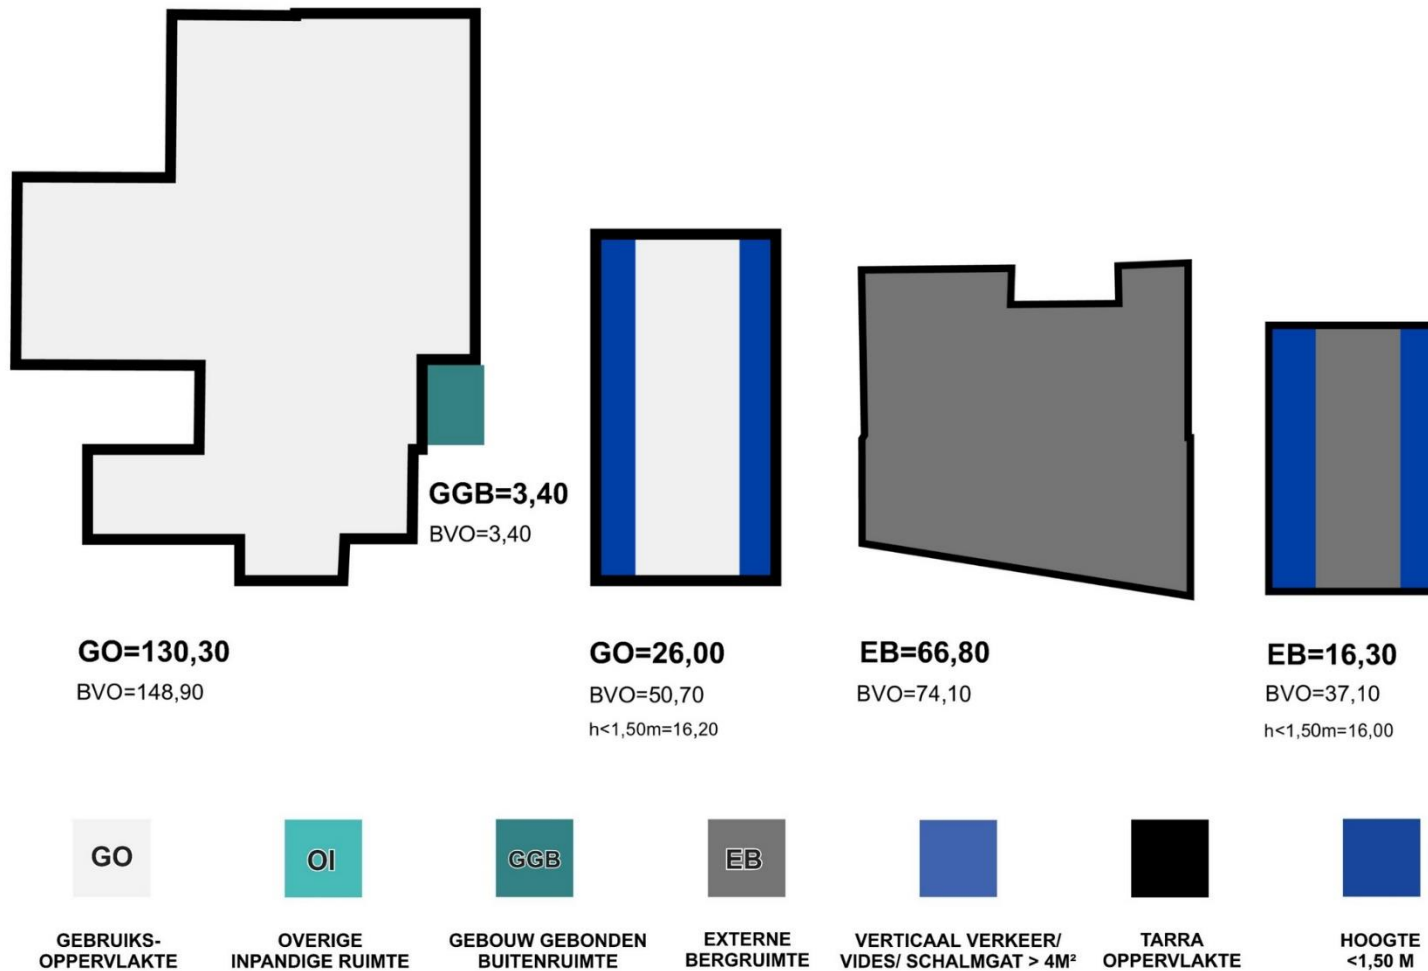 GGB=3,40
BVO=3,40
GO=130,30
BVO=148,90
GO=26,00
BVO=50,70
h<1,50m=16,20
EB=66,80
BVO=74,10
EB=16,30
BVO=37,10
h<1,50m=16,00
GO
OI
GGB
EB
GEBRUIKS-
OPPERVLAKTE
OVERIGE
INPANDIGE RUIMTE
GEBOUW GEBONDEN
BUITENRUIMTE
EXTERNE
BERGRUIMTE
VERTICAAL VERKEER/
VIDES/ SCHALMGAT > 4M²
TARRA
OPPERVLAKTE
HOOGTE
<1,50 M